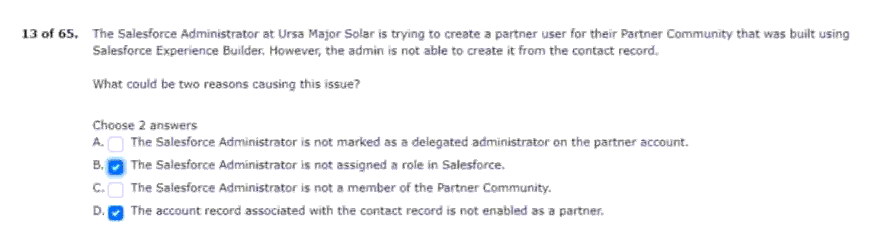 13 of 65. The Salesforce Administrator at Ursa Major Solar is trying to create a partner user for their Partner Community that was built using
Salesforce Experience Builder. However, the admin is not able to create it from the contact record.
What could be two reasons causing this issue?
Choose 2 answers
A. The Salesforce Administrator is not marked as a delegated administrator on the partner account.
B. The Salesforce Administrator is not assigned a role in Salesforce.
C. The Salesforce Administrator is not a member of the Partner Community.
D. The account record associated with the contact record is not enabled as a partner.